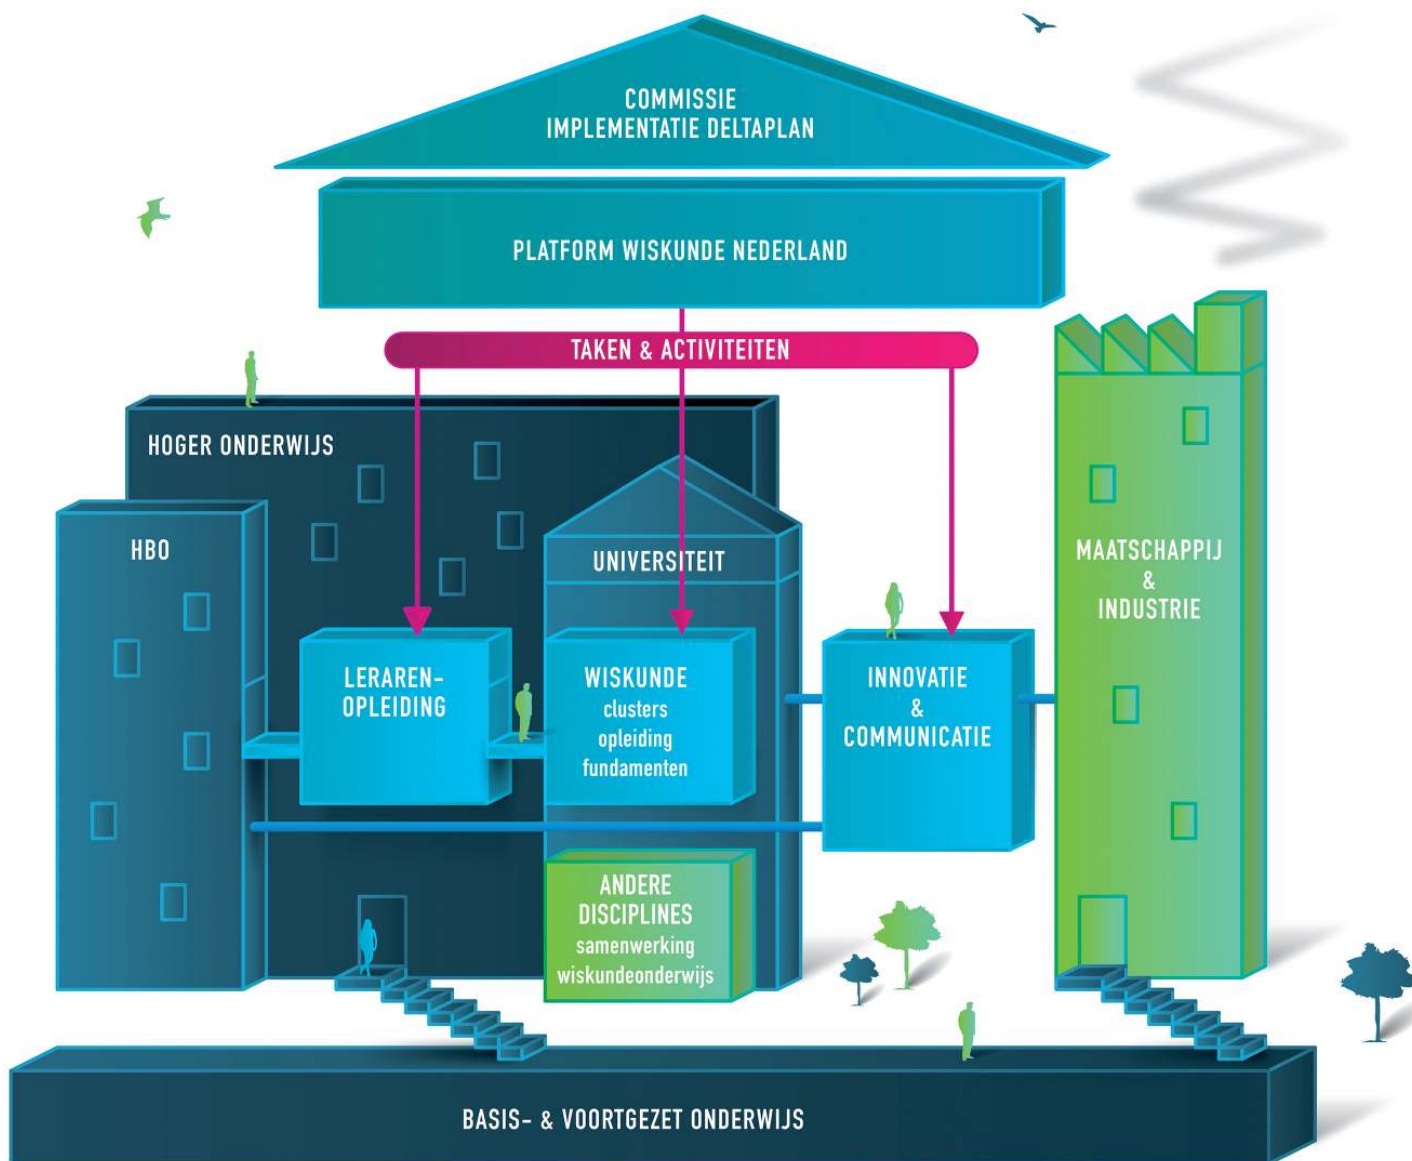 COMMISSIE
IMPLEMENTATIE DELTAPLAN
PLATFORM WISKUNDE NEDERLAND
TAKEN & ACTIVITEITEN
HOGER ONDERWIJS
HBO
UNIVERSITEIT
MAATSCHAPPIJ
&
INDUSTRIE
LERAREN-
OPLEIDING
WISKUNDE
clusters
opleiding
fundamenten
INNOVATIE
&
COMMUNICATIE
ANDERE
DISCIPLINES
samenwerking
wiskundeonderwijs
BASIS- & VOORTGEZET ONDERWIJS